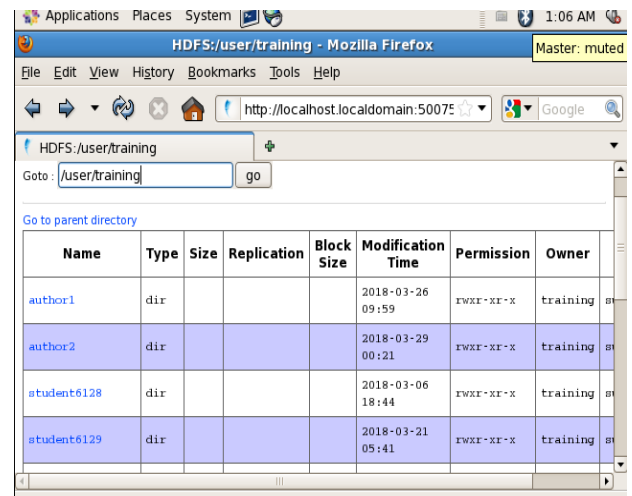 Applications Places System 1:06 AM
HDFS:/user/training - Mozilla Firefox
Master: muted
File Edit View History Bookmarks Tools Help
http://localhost.localdomain:50075 Google
HDFS:/user/training
Goto : /user/training go
Go to parent directory
Name Type Size Replication Block Size Modification Time Permission Owner
author1 dir 2018-03-26 09:59 rwxr-xr-x training
author2 dir 2018-03-29 00:21 rwxr-xr-x training
student6128 dir 2018-03-06 18:44 rwxr-xr-x training
student6129 dir 2018-03-21 05:41 rwxr-xr-x training